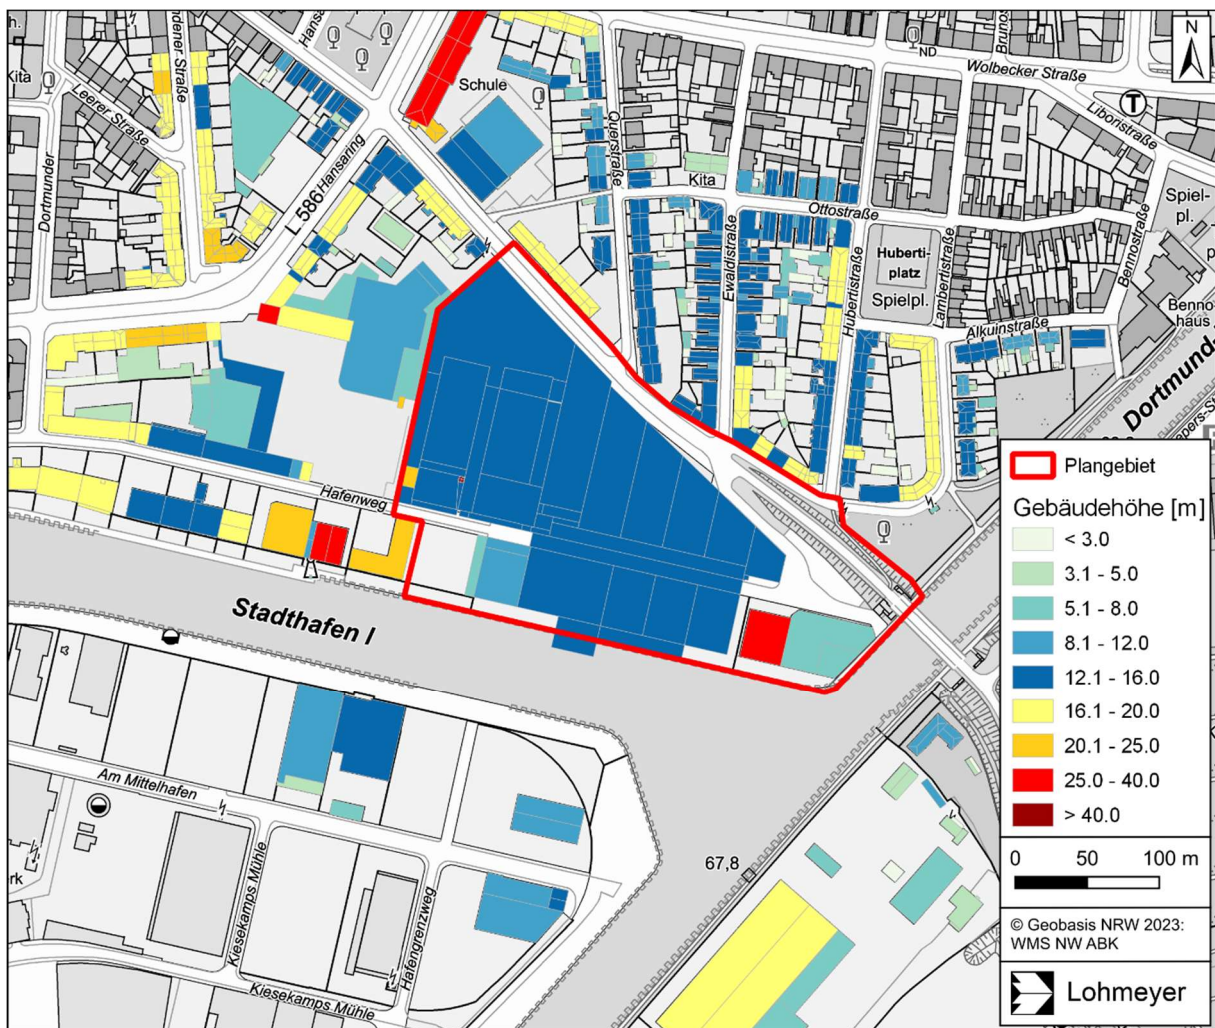 h.
Kita
Leerer Straße
Dortmunder
ndener Straße
Hansa
586 Hansaring
Schule
Querstraße
ND
Wolbecker Straße
Brunos
N
T
Liboristraße
Kita
Ottostraße
Ewaldistraße
Hubertistraße
Huberti-
platz
Spielpl.
Lambertistraße
Bennostraße
Spiel-
pl.
Alkuinstraße
Benno-
haus
Dortmund-
Hafenweg
Stadthafen I
Am Mittelhafen
Kiesekamps Mühle
Hafengrenzweg
Kiesekamps Mühle
67,8
rk
Plangebiet
Gebäudehöhe [m]
< 3.0
3.1 - 5.0
5.1 - 8.0
8.1 - 12.0
12.1 - 16.0
16.1 - 20.0
20.1 - 25.0
25.0 - 40.0
> 40.0
0 50 100 m
© Geobasis NRW 2023:
WMS NW ABK
Lohmeyer